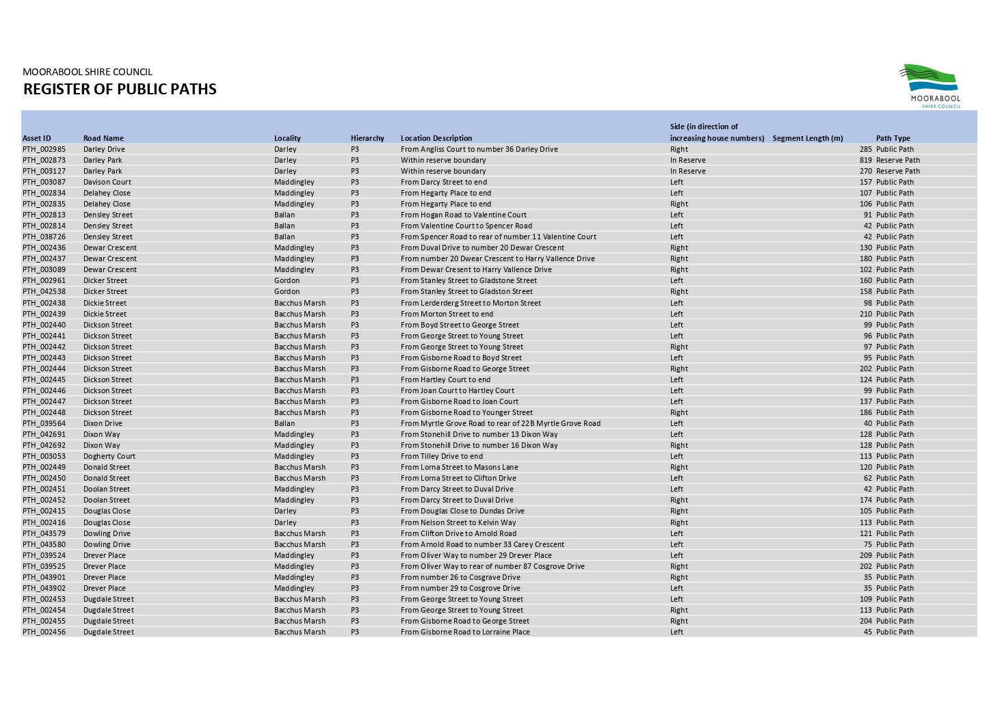 MOORABOOL SHIRE COUNCIL
REGISTER OF PUBLIC PATHS
MOORABOOL
SHIRE COUNCIL
Asset ID Road Name Locality Hierarchy Location Description Side (in direction of increasing house numbers) Segment Length (m) Path Type
PTH_002985 Darley Drive Darley P3 From Angliss Court to number 36 Darley Drive Right 285 Public Path
PTH_002873 Darley Park Darley P3 Within reserve boundary In Reserve 819 Reserve Path
PTH_003127 Darley Park Darley P3 Within reserve boundary In Reserve 270 Reserve Path
PTH_003087 Davison Court Maddingley P3 From Darcy Street to end Left 157 Public Path
PTH_002834 Delahey Close Maddingley P3 From Hegarty Place to end Left 107 Public Path
PTH_002835 Delahey Close Maddingley P3 From Hegarty Place to end Right 106 Public Path
PTH_002813 Densley Street Ballan P3 From Hogan Road to Valentine Court Left 91 Public Path
PTH_002814 Densley Street Ballan P3 From Valentine Court to Spencer Road Left 42 Public Path
PTH_038726 Densley Street Ballan P3 From Spencer Road to rear of number 11 Valentine Court Left 42 Public Path
PTH_002436 Dewar Crescent Maddingley P3 From Duval Drive to number 20 Dewar Crescent Right 130 Public Path
PTH_002437 Dewar Crescent Maddingley P3 From number 20 Dwear Crescent to Harry Vallence Drive Right 180 Public Path
PTH_003089 Dewar Crescent Maddingley P3 From Dewar Cresent to Harry Vallence Drive Right 102 Public Path
PTH_002961 Dicker Street Gordon P3 From Stanley Street to Gladstone Street Left 160 Public Path
PTH_042538 Dicker Street Gordon P3 From Stanley Street to Gladston Street Right 158 Public Path
PTH_002438 Dickie Street Bacchus Marsh P3 From Lerderderg Street to Morton Street Left 98 Public Path
PTH_002439 Dickie Street Bacchus Marsh P3 From Morton Street to end Left 210 Public Path
PTH_002440 Dickson Street Bacchus Marsh P3 From Boyd Street to George Street Left 99 Public Path
PTH_002441 Dickson Street Bacchus Marsh P3 From George Street to Young Street Left 96 Public Path
PTH_002442 Dickson Street Bacchus Marsh P3 From George Street to Young Street Right 97 Public Path
PTH_002443 Dickson Street Bacchus Marsh P3 From Gisborne Road to Boyd Street Left 95 Public Path
PTH_002444 Dickson Street Bacchus Marsh P3 From Gisborne Road to George Street Right 202 Public Path
PTH_002445 Dickson Street Bacchus Marsh P3 From Hartley Court to end Left 124 Public Path
PTH_002446 Dickson Street Bacchus Marsh P3 From Joan Court to Hartley Court Left 99 Public Path
PTH_002447 Dickson Street Bacchus Marsh P3 From Gisborne Road to Joan Court Left 137 Public Path
PTH_002448 Dickson Street Bacchus Marsh P3 From Gisborne Road to Younger Street Right 186 Public Path
PTH_039564 Dixon Drive Ballan P3 From Myrtle Grove Road to rear of 22B Myrtle Grove Road Left 40 Public Path
PTH_042691 Dixon Way Maddingley P3 From Stonehill Drive to number 13 Dixon Way Left 128 Public Path
PTH_042692 Dixon Way Maddingley P3 From Stonehill Drive to number 16 Dixon Way Right 128 Public Path
PTH_003053 Dogherty Court Maddingley P3 From Tilley Drive to end Left 113 Public Path
PTH_002449 Donald Street Bacchus Marsh P3 From Lorna Street to Masons Lane Right 120 Public Path
PTH_002450 Donald Street Bacchus Marsh P3 From Lorna Street to Clifton Drive Left 62 Public Path
PTH_002451 Doolan Street Maddingley P3 From Darcy Street to Duval Drive Left 42 Public Path
PTH_002452 Doolan Street Maddingley P3 From Darcy Street to Duval Drive Right 174 Public Path
PTH_002415 Douglas Close Darley P3 From Douglas Close to Dundas Drive Right 105 Public Path
PTH_002416 Douglas Close Darley P3 From Nelson Street to Kelvin Way Right 113 Public Path
PTH_043579 Dowling Drive Bacchus Marsh P3 From Clifton Drive to Arnold Road Left 121 Public Path
PTH_043580 Dowling Drive Bacchus Marsh P3 From Arnold Road to number 33 Carey Crescent Left 75 Public Path
PTH_039524 Drever Place Maddingley P3 From Oliver Way to number 29 Drever Place Left 209 Public Path
PTH_039525 Drever Place Maddingley P3 From Oliver Way to rear of number 87 Cosgrove Drive Right 202 Public Path
PTH_043901 Drever Place Maddingley P3 From number 26 to Cosgrave Drive Right 35 Public Path
PTH_043902 Drever Place Maddingley P3 From number 29 to Cosgrove Drive Left 35 Public Path
PTH_002453 Dugdale Street Bacchus Marsh P3 From George Street to Young Street Left 109 Public Path
PTH_002454 Dugdale Street Bacchus Marsh P3 From George Street to Young Street Right 113 Public Path
PTH_002455 Dugdale Street Bacchus Marsh P3 From Gisborne Road to George Street Right 204 Public Path
PTH_002456 Dugdale Street Bacchus Marsh P3 From Gisborne Road to Lorraine Place Left 45 Public Path